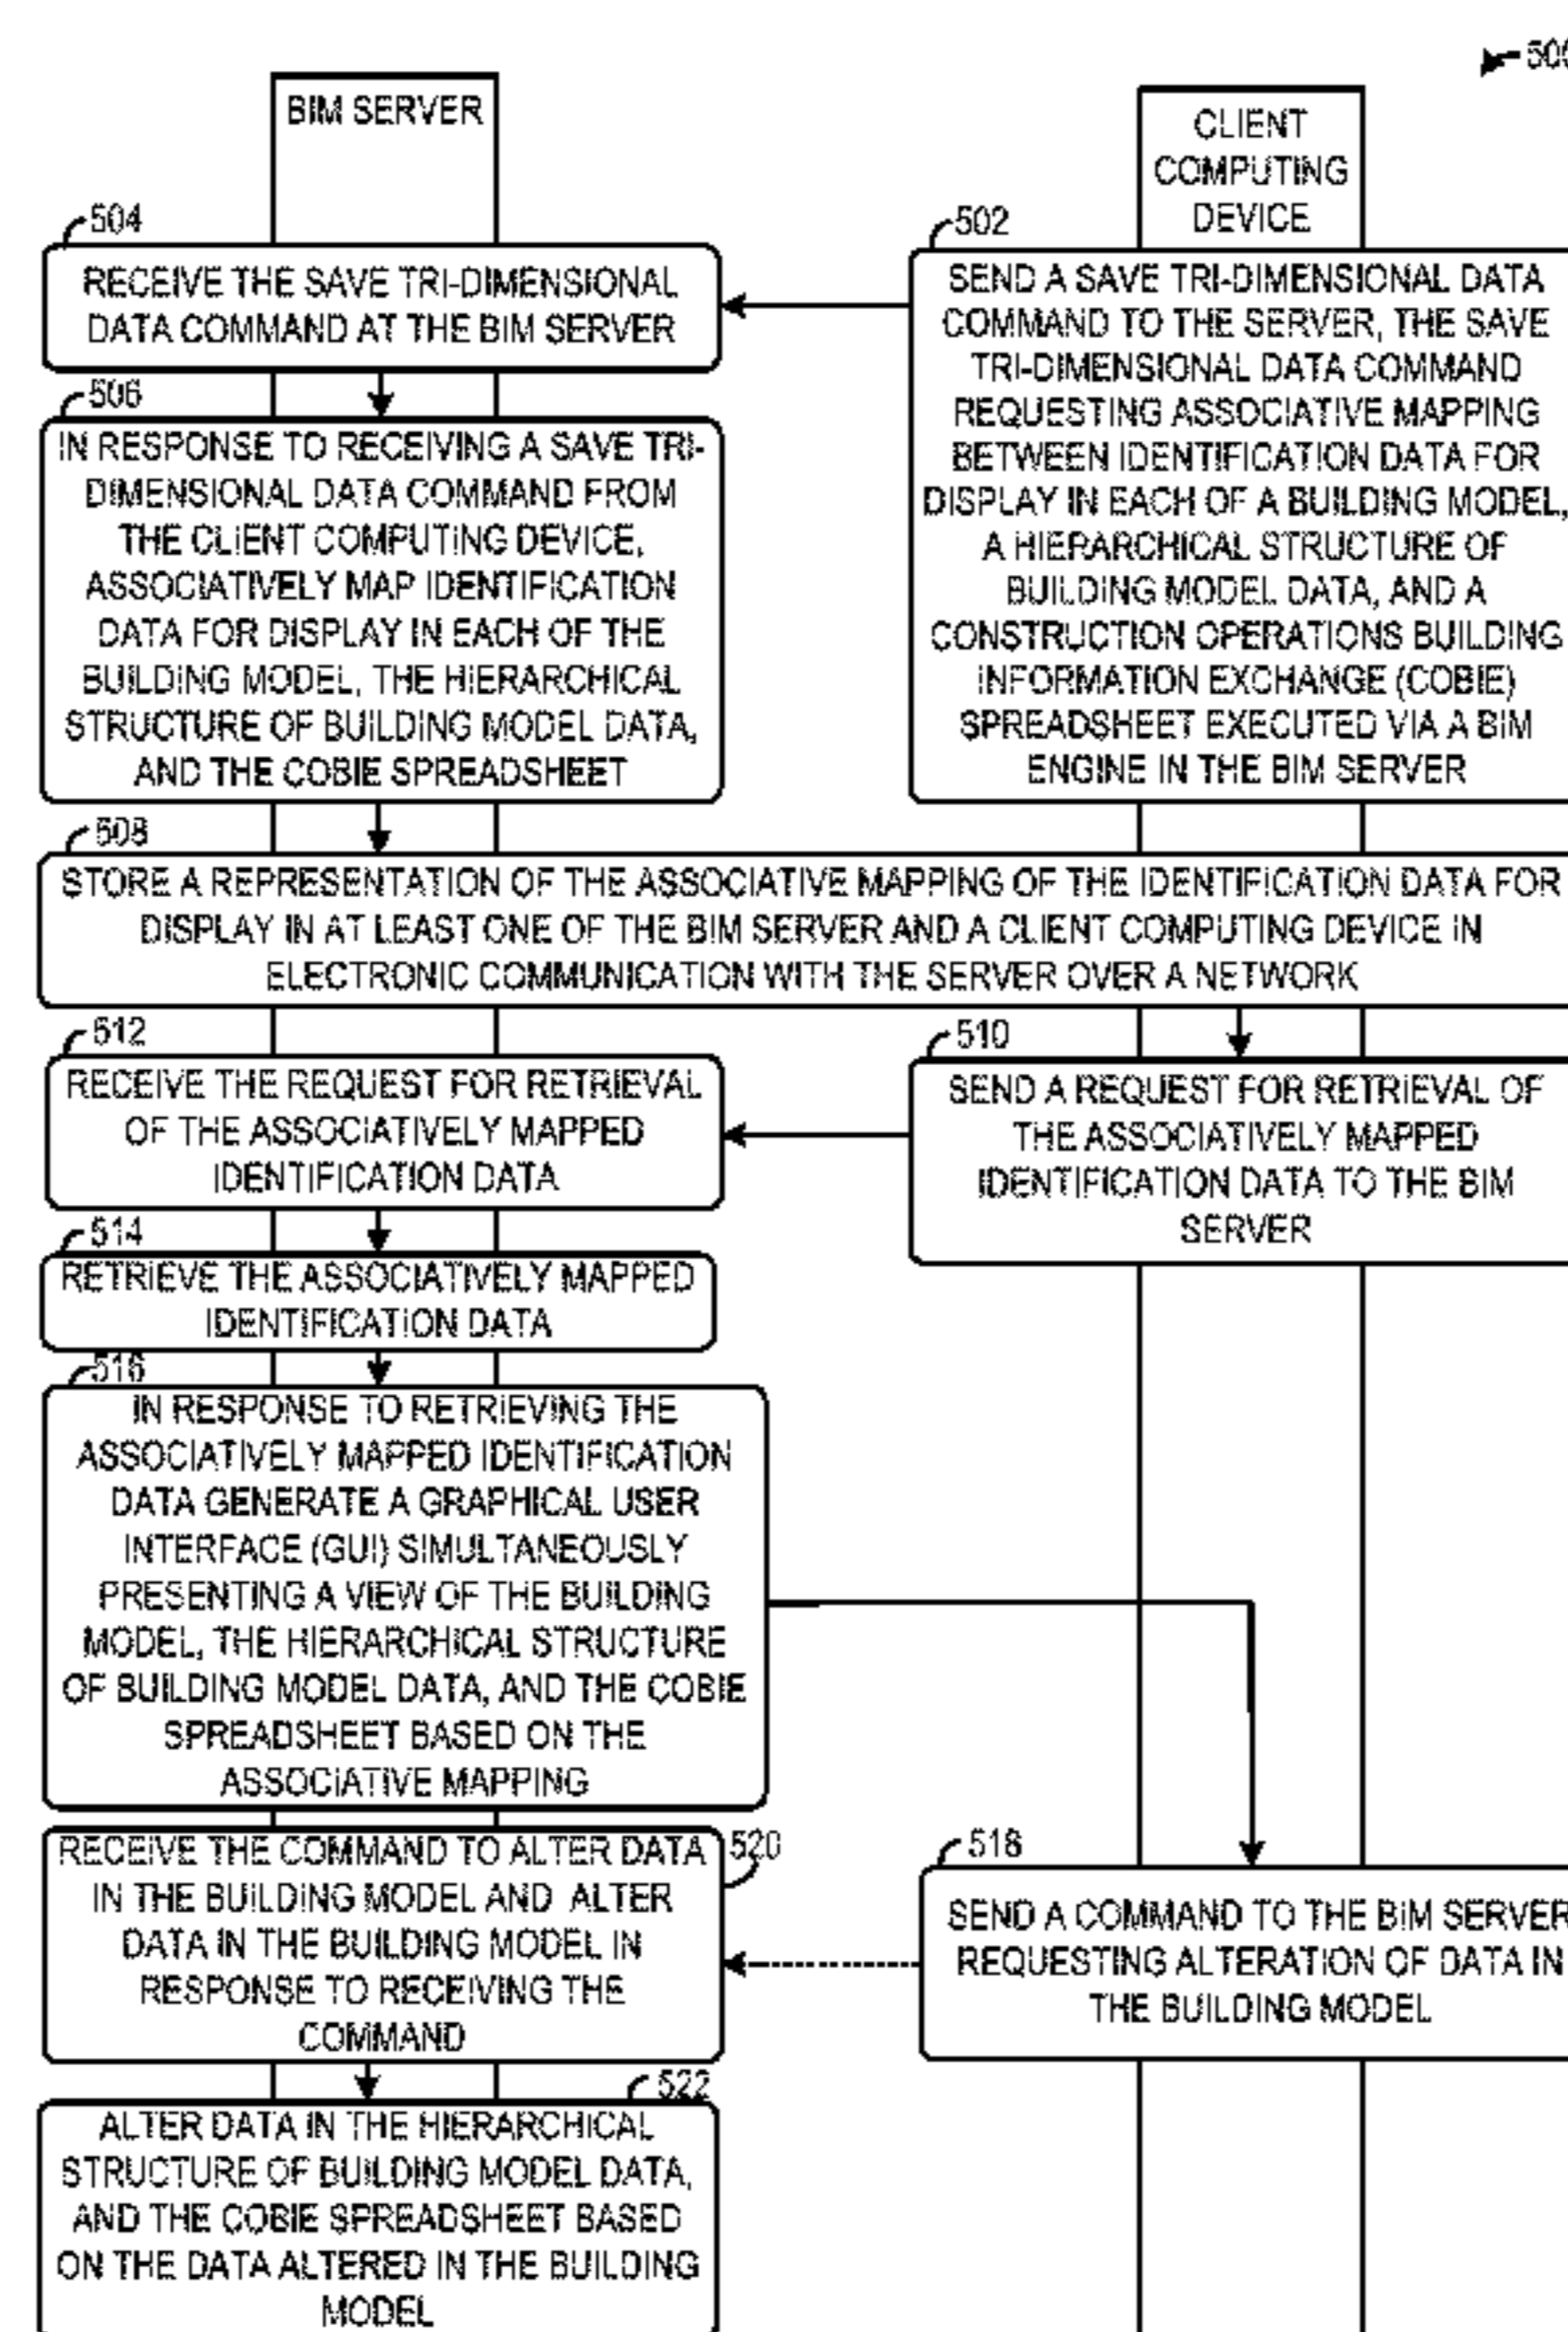 500
BIM SERVER
CLIENT
COMPUTING
DEVICE
504
RECEIVE THE SAVE TRI-DIMENSIONAL
DATA COMMAND AT THE BIM SERVER
502
SEND A SAVE TRI-DIMENSIONAL DATA
COMMAND TO THE SERVER, THE SAVE
TRI-DIMENSIONAL DATA COMMAND
REQUESTING ASSOCIATIVE MAPPING
BETWEEN IDENTIFICATION DATA FOR
DISPLAY IN EACH OF A BUILDING MODEL,
A HIERARCHICAL STRUCTURE OF
BUILDING MODEL DATA, AND A
CONSTRUCTION OPERATIONS BUILDING
INFORMATION EXCHANGE (COBIE)
SPREADSHEET EXECUTED VIA A BIM
ENGINE IN THE BIM SERVER
506
IN RESPONSE TO RECEIVING A SAVE TRI-
DIMENSIONAL DATA COMMAND FROM
THE CLIENT COMPUTING DEVICE,
ASSOCIATIVELY MAP IDENTIFICATION
DATA FOR DISPLAY IN EACH OF THE
BUILDING MODEL, THE HIERARCHICAL
STRUCTURE OF BUILDING MODEL DATA,
AND THE COBIE SPREADSHEET
508
STORE A REPRESENTATION OF THE ASSOCIATIVE MAPPING OF THE IDENTIFICATION DATA FOR
DISPLAY IN AT LEAST ONE OF THE BIM SERVER AND A CLIENT COMPUTING DEVICE IN
ELECTRONIC COMMUNICATION WITH THE SERVER OVER A NETWORK
512
RECEIVE THE REQUEST FOR RETRIEVAL
OF THE ASSOCIATIVELY MAPPED
IDENTIFICATION DATA
510
SEND A REQUEST FOR RETRIEVAL OF
THE ASSOCIATIVELY MAPPED
IDENTIFICATION DATA TO THE BIM
SERVER
514
RETRIEVE THE ASSOCIATIVELY MAPPED
IDENTIFICATION DATA
516
IN RESPONSE TO RETRIEVING THE
ASSOCIATIVELY MAPPED IDENTIFICATION
DATA GENERATE A GRAPHICAL USER
INTERFACE (GUI) SIMULTANEOUSLY
PRESENTING A VIEW OF THE BUILDING
MODEL, THE HIERARCHICAL STRUCTURE
OF BUILDING MODEL DATA, AND THE COBIE
SPREADSHEET BASED ON THE
ASSOCIATIVE MAPPING
520
RECEIVE THE COMMAND TO ALTER DATA
IN THE BUILDING MODEL AND ALTER
DATA IN THE BUILDING MODEL IN
RESPONSE TO RECEIVING THE
COMMAND
518
SEND A COMMAND TO THE BIM SERVER
REQUESTING ALTERATION OF DATA IN
THE BUILDING MODEL
522
ALTER DATA IN THE HIERARCHICAL
STRUCTURE OF BUILDING MODEL DATA,
AND THE COBIE SPREADSHEET BASED
ON THE DATA ALTERED IN THE BUILDING
MODEL